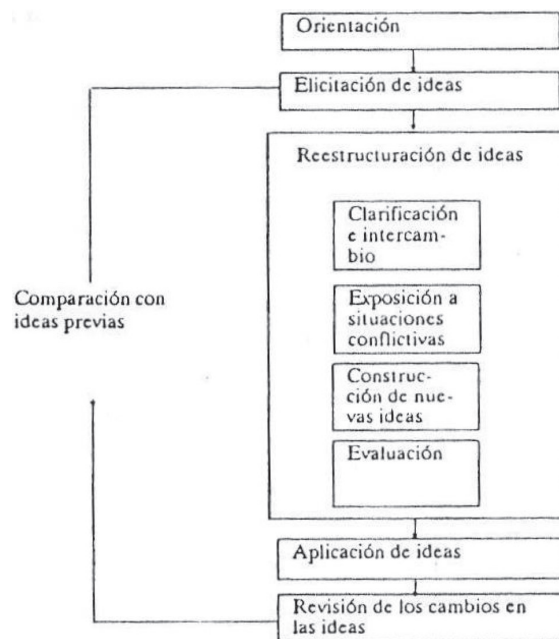 Orientación
Elicitación de ideas
Reestructuración de ideas
Clarificación
e intercam-
bio
Exposición a
situaciones
conflictivas
Construc-
ción de nue-
vas ideas
Evaluación
Comparación con
ideas previas
Aplicación de ideas
Revisión de los cambios en
las ideas